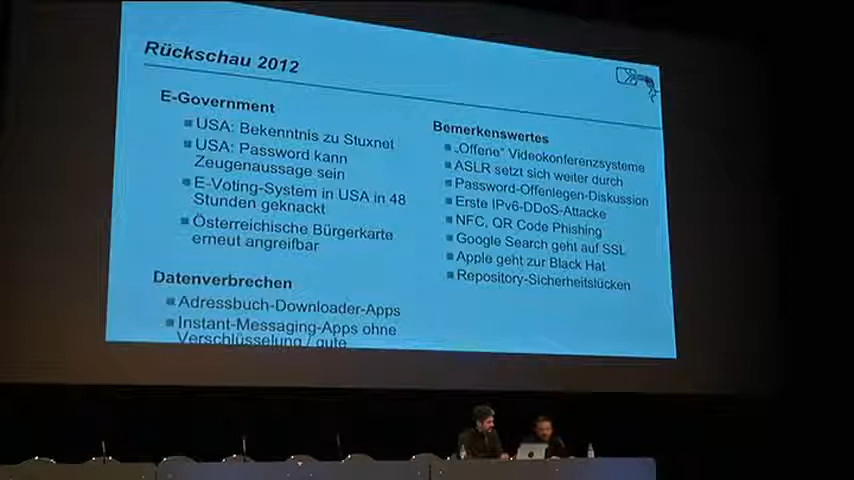 Rückschau 2012
E-Government
USA: Bekenntnis zu Stuxnet
USA: Password kann
Zeugenaussage sein
E-Voting-System in USA in 48
Stunden geknackt
Österreichische Bürgerkarte
erneut angreifbar
Datenverbrechen
Adressbuch-Downloader-Apps
Instant-Messaging-Apps ohne
Verschlüsselung / gute
Bemerkenswertes
„Offene“ Videokonferenzsysteme
ASLR setzt sich weiter durch
Password-Offenlegen-Diskussion
Erste IPv6-DDoS-Attacke
NFC, QR Code Phishing
Google Search geht auf SSL
Apple geht zur Black Hat
Repository-Sicherheitslücken